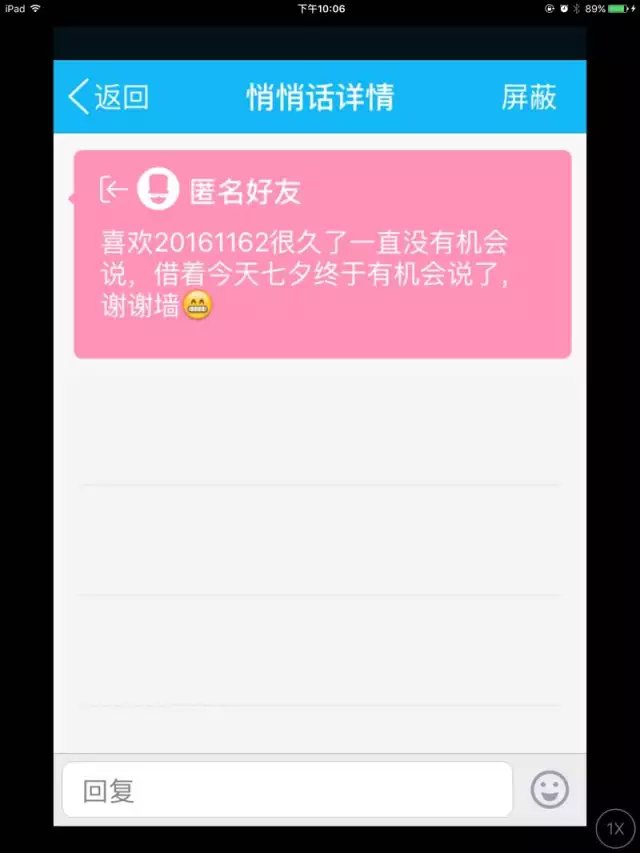 iPad 下午10:06 89%
返回 悄悄话详情 屏蔽
匿名好友
喜欢20161162很久了一直没有机会
说，借着今天七夕终于有机会说了，
谢谢墙😁
回复
1X